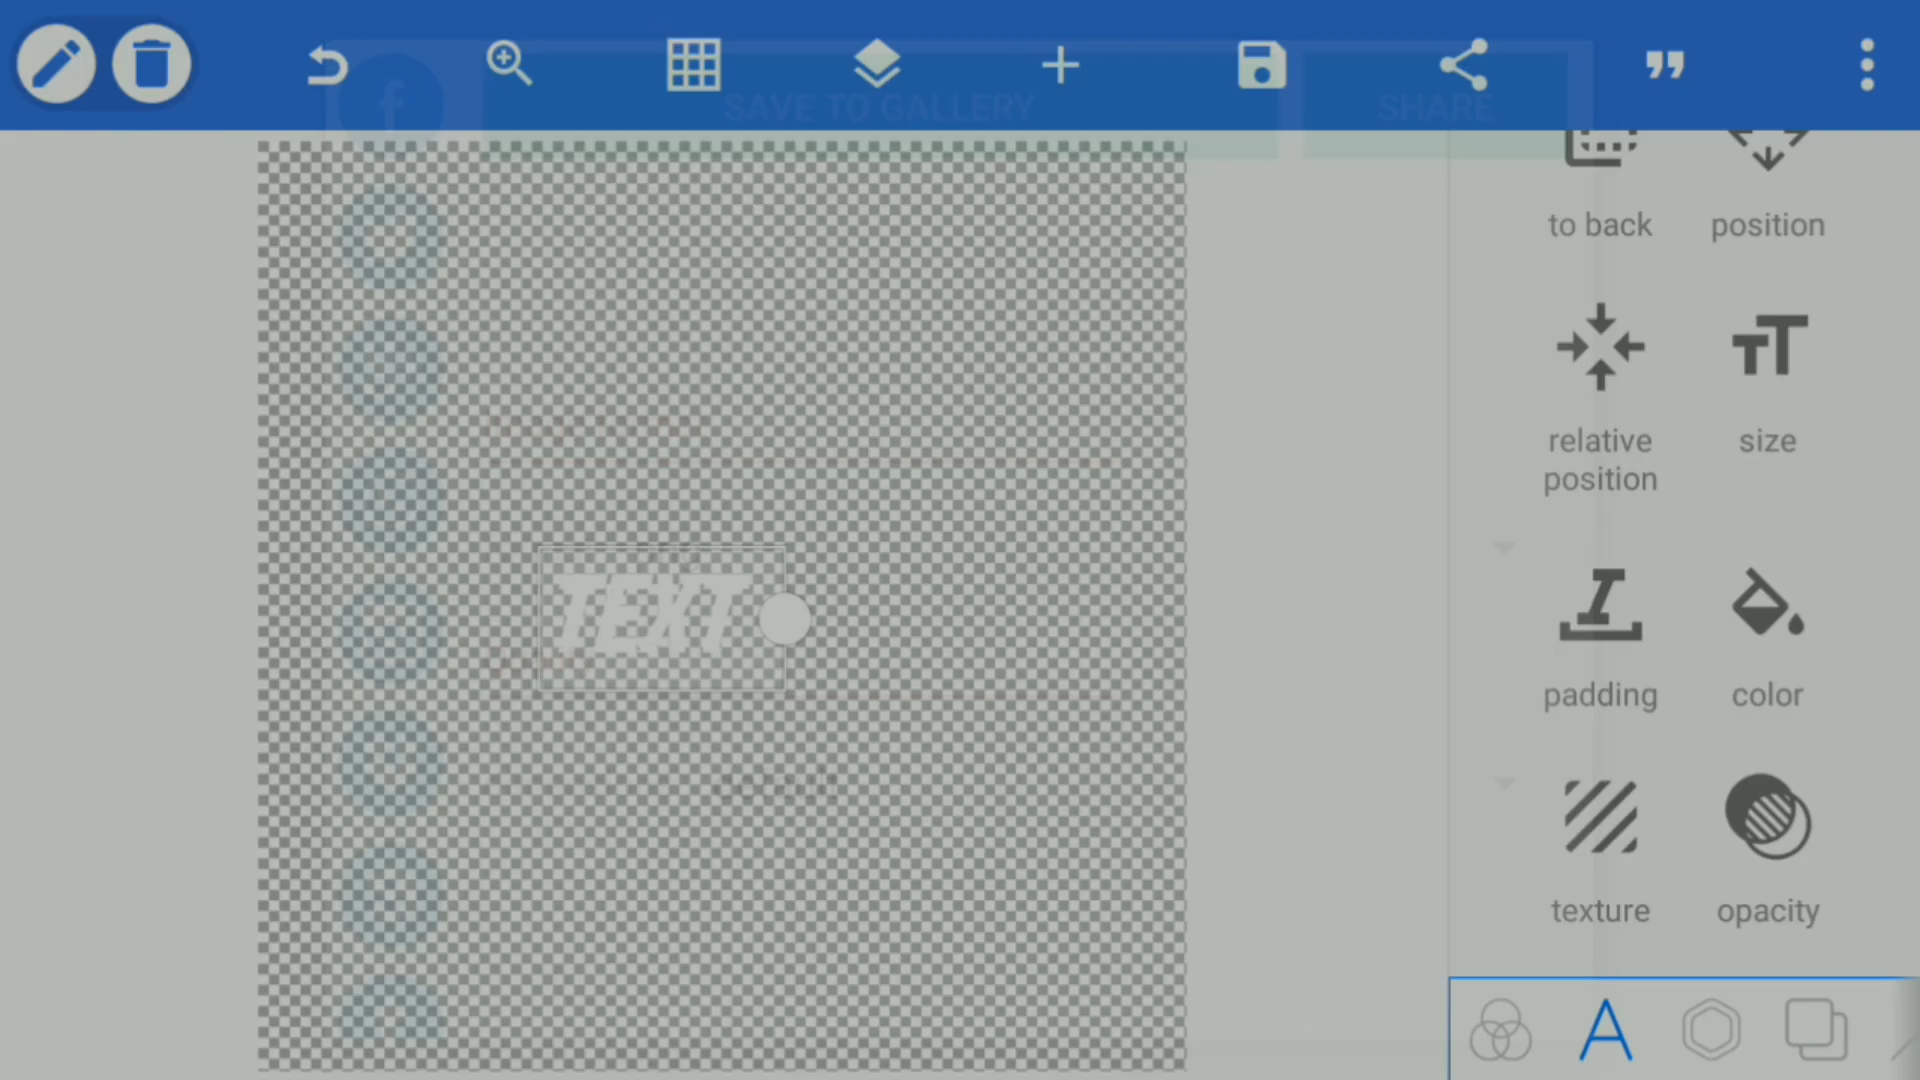 SAVE TO GALLERY
SHARE
to back
position
relative
position
size
TEXT
padding
color
texture
opacity